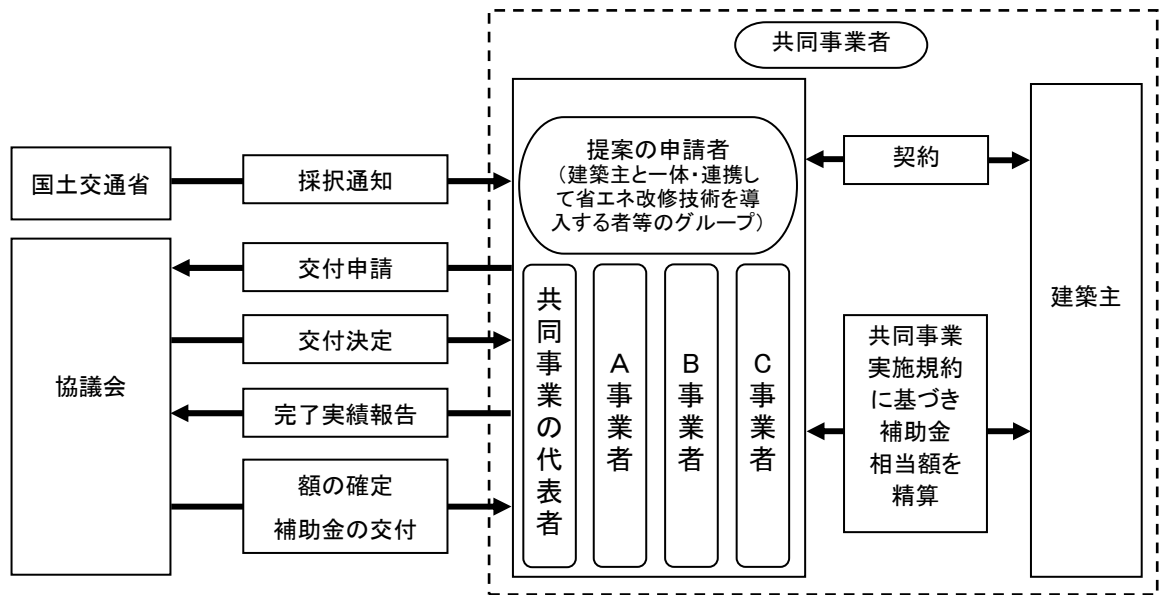 共同事業者
国土交通省
採択通知
提案の申請者
(建築主と一体・連携し
て省エネ改修技術を導
入する者等のグループ)
契約
建築主
協議会
交付申請
交付決定
完了実績報告
額の確定
補助金の交付
共同事業の代表者
A事業者
B事業者
C事業者
共同事業
実施規約
に基づき
補助金
相当額を
精算